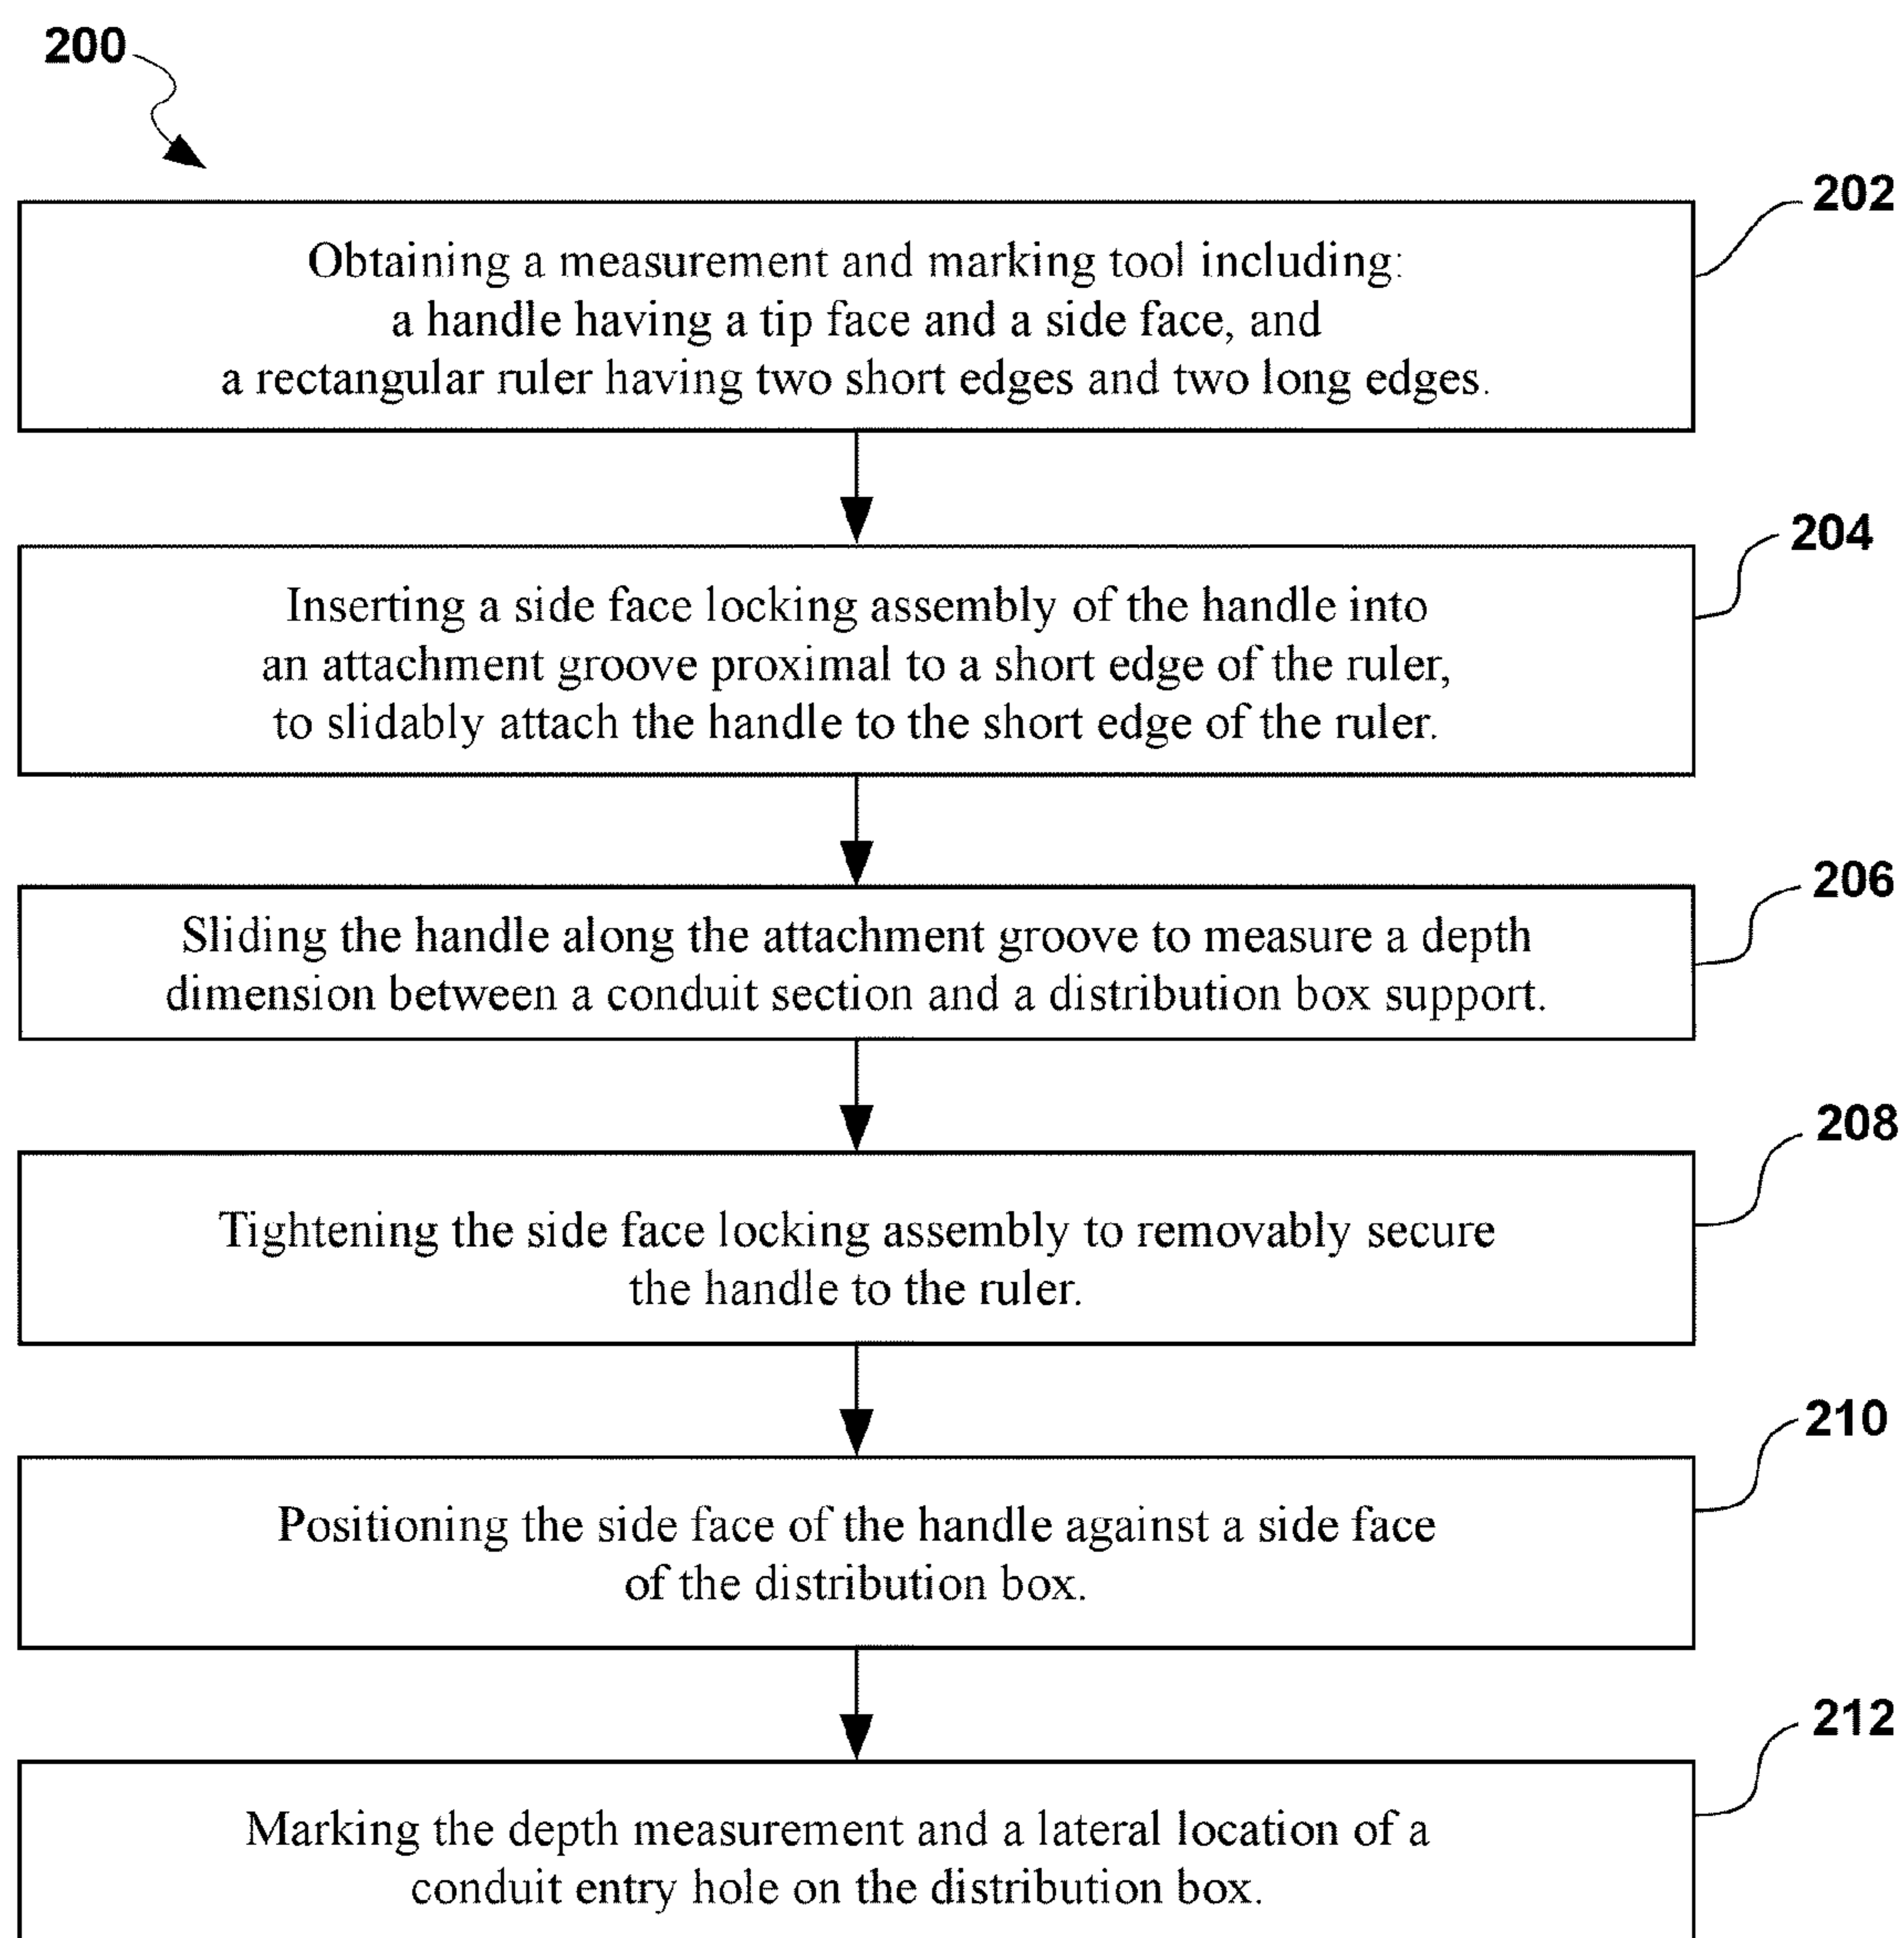 200
202
Obtaining a measurement and marking tool including:
a handle having a tip face and a side face, and
a rectangular ruler having two short edges and two long edges.
204
Inserting a side face locking assembly of the handle into
an attachment groove proximal to a short edge of the ruler,
to slidably attach the handle to the short edge of the ruler.
206
Sliding the handle along the attachment groove to measure a depth
dimension between a conduit section and a distribution box support.
208
Tightening the side face locking assembly to removably secure
the handle to the ruler.
210
Positioning the side face of the handle against a side face
of the distribution box.
212
Marking the depth measurement and a lateral location of a
conduit entry hole on the distribution box.